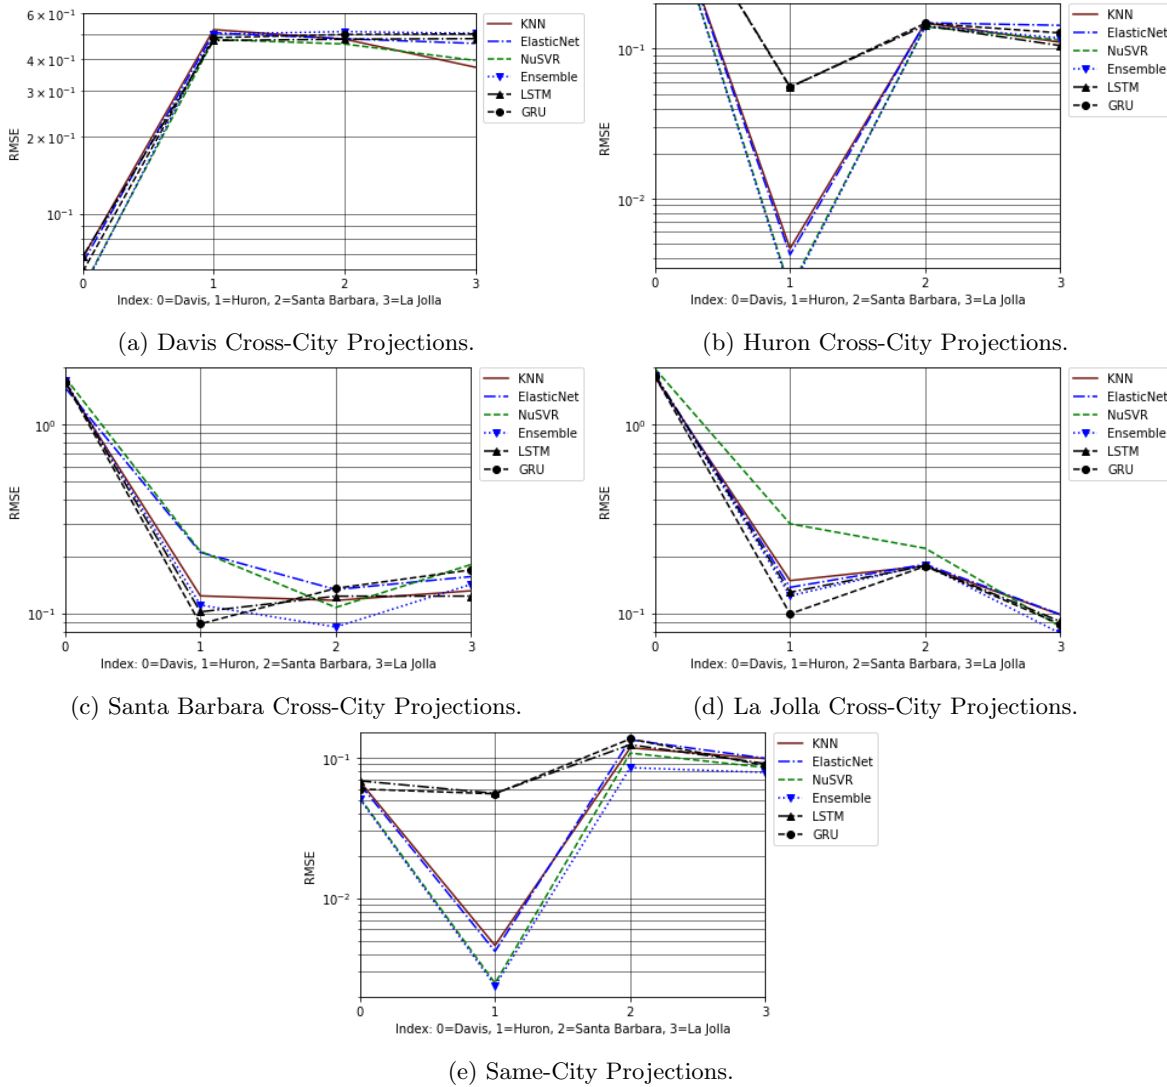 6 × 10⁻¹
4 × 10⁻¹
3 × 10⁻¹
2 × 10⁻¹
10⁻¹
RMSE
0 1 2 3
Index: 0=Davis, 1=Huron, 2=Santa Barbara, 3=La Jolla
KNN
ElasticNet
NuSVR
Ensemble
LSTM
GRU
(a) Davis Cross-City Projections.
10⁻¹
10⁻²
RMSE
0 1 2 3
Index: 0=Davis, 1=Huron, 2=Santa Barbara, 3=La Jolla
KNN
ElasticNet
NuSVR
Ensemble
LSTM
GRU
(b) Huron Cross-City Projections.
10⁰
10⁻¹
RMSE
0 1 2 3
Index: 0=Davis, 1=Huron, 2=Santa Barbara, 3=La Jolla
KNN
ElasticNet
NuSVR
Ensemble
LSTM
GRU
(c) Santa Barbara Cross-City Projections.
10⁰
10⁻¹
RMSE
0 1 2 3
Index: 0=Davis, 1=Huron, 2=Santa Barbara, 3=La Jolla
KNN
ElasticNet
NuSVR
Ensemble
LSTM
GRU
(d) La Jolla Cross-City Projections.
10⁻¹
10⁻²
RMSE
0 1 2 3
Index: 0=Davis, 1=Huron, 2=Santa Barbara, 3=La Jolla
KNN
ElasticNet
NuSVR
Ensemble
LSTM
GRU
(e) Same-City Projections.